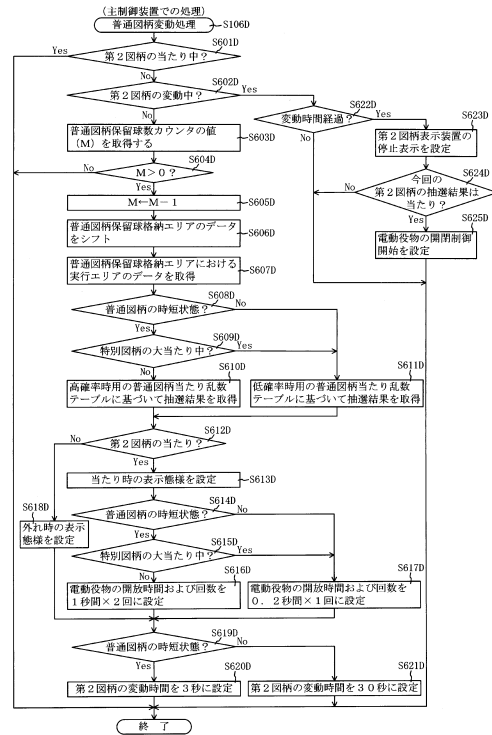 (主制御装置での処理)
普通図柄変動処理
S106D
S601D
Yes
第2図柄の当たり中?
No
S602D
第2図柄の変動中?
Yes
No
S622D
変動時間経過?
Yes
No
S623D
第2図柄表示装置の
停止表示を設定
普通図柄保留球数カウンタの値
(M)を取得する
S603D
S604D
No
M>0?
Yes
S624D
今回の
第2図柄の抽選結果は
当たり?
No
Yes
M←M-1
S605D
S625D
電動役物の開閉制御
開始を設定
普通図柄保留球格納エリアのデータ
をシフト
S606D
普通図柄保留球格納エリアにおける
実行エリアのデータを取得
S607D
S608D
普通図柄の時短状態?
No
Yes
S609D
特別図柄の大当たり中?
Yes
No
S610D
高確率時用の普通図柄当たり乱数
テーブルに基づいて抽選結果を取得
S611D
低確率時用の普通図柄当たり乱数
テーブルに基づいて抽選結果を取得
S612D
No
第2図柄の当たり?
Yes
当たり時の表示態様を設定
S613D
S614D
普通図柄の時短状態?
No
Yes
S618D
外れ時の表示
態様を設定
S615D
特別図柄の大当たり中?
Yes
No
S616D
電動役物の開放時間および回数を
1秒間×2回に設定
S617D
電動役物の開放時間および回数を
0.2秒間×1回に設定
S619D
普通図柄の時短状態?
No
Yes
S620D
第2図柄の変動時間を3秒に設定
S621D
第2図柄の変動時間を30秒に設定
終 了